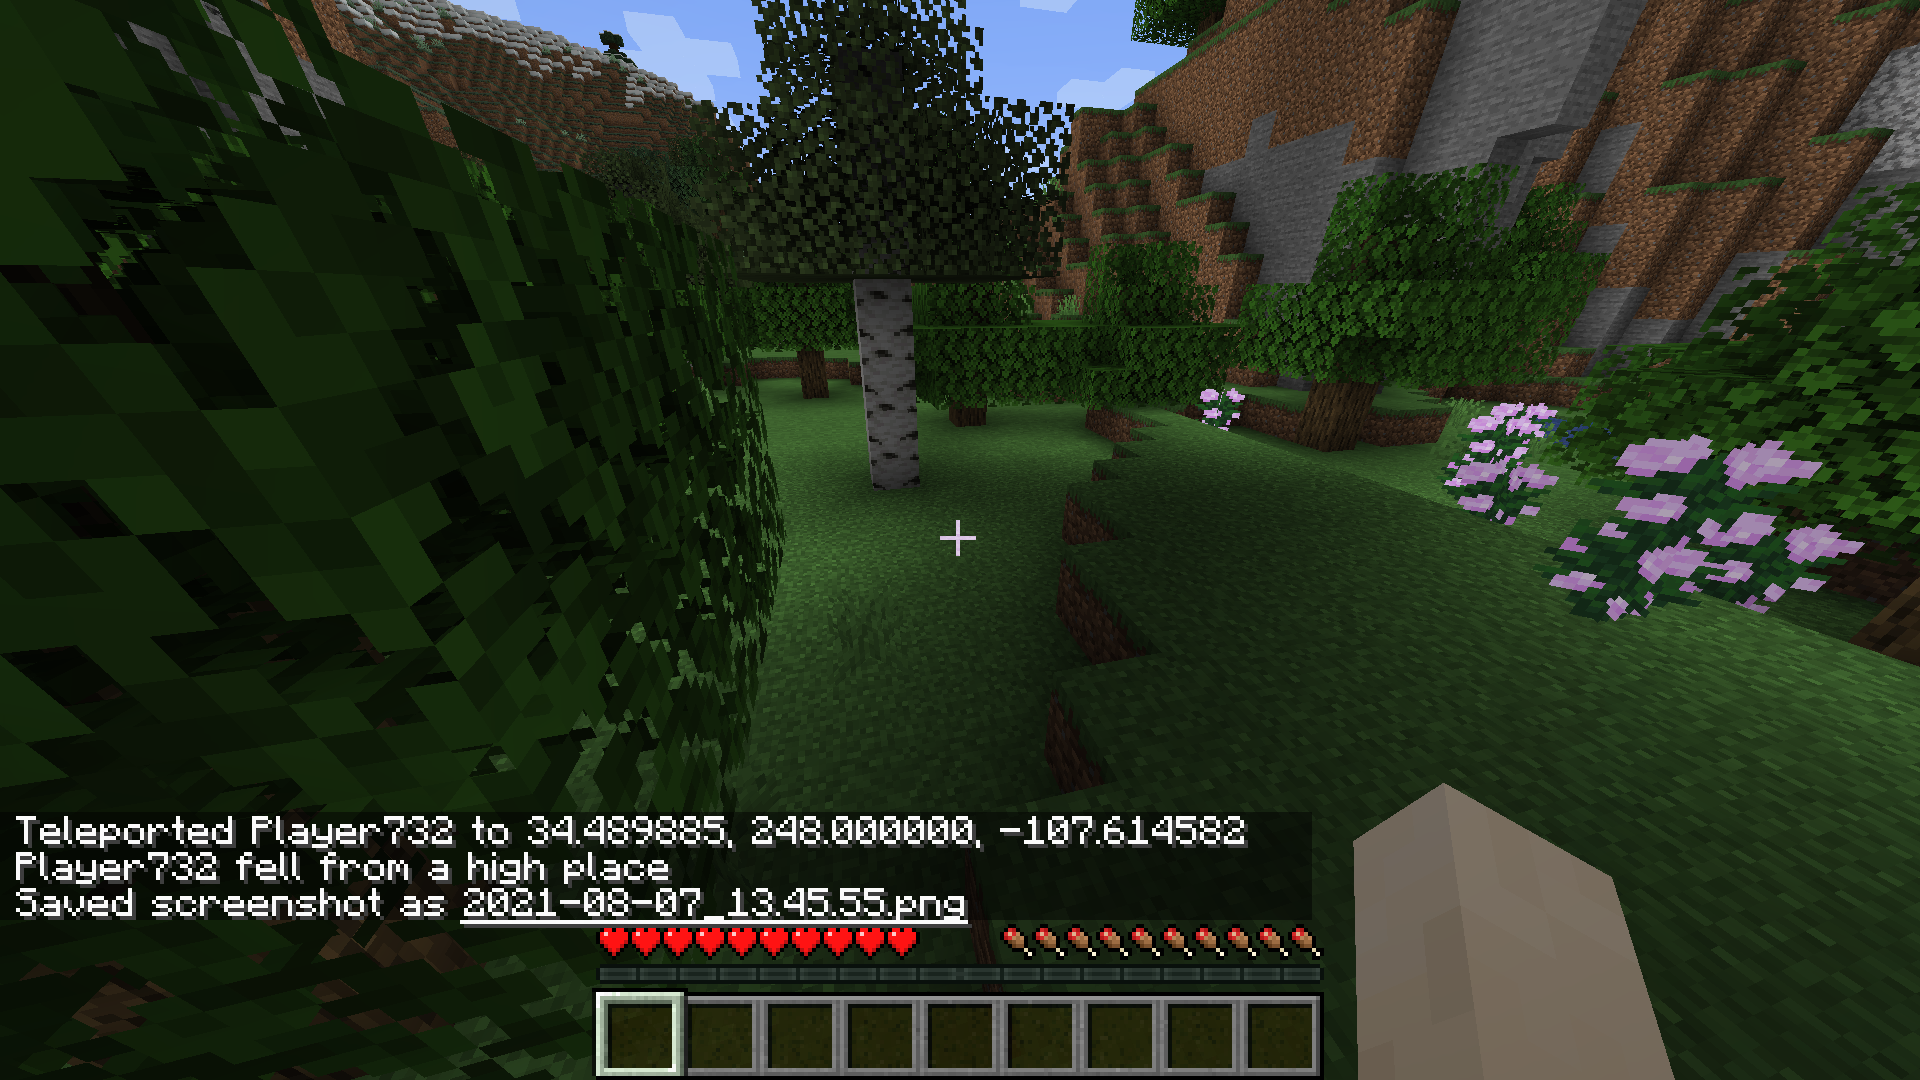 Teleported Player732 to 34.489885, 248.000000, -107.614582
Player732 fell from a high place
Saved screenshot as 2021-08-07_13.45.55.png